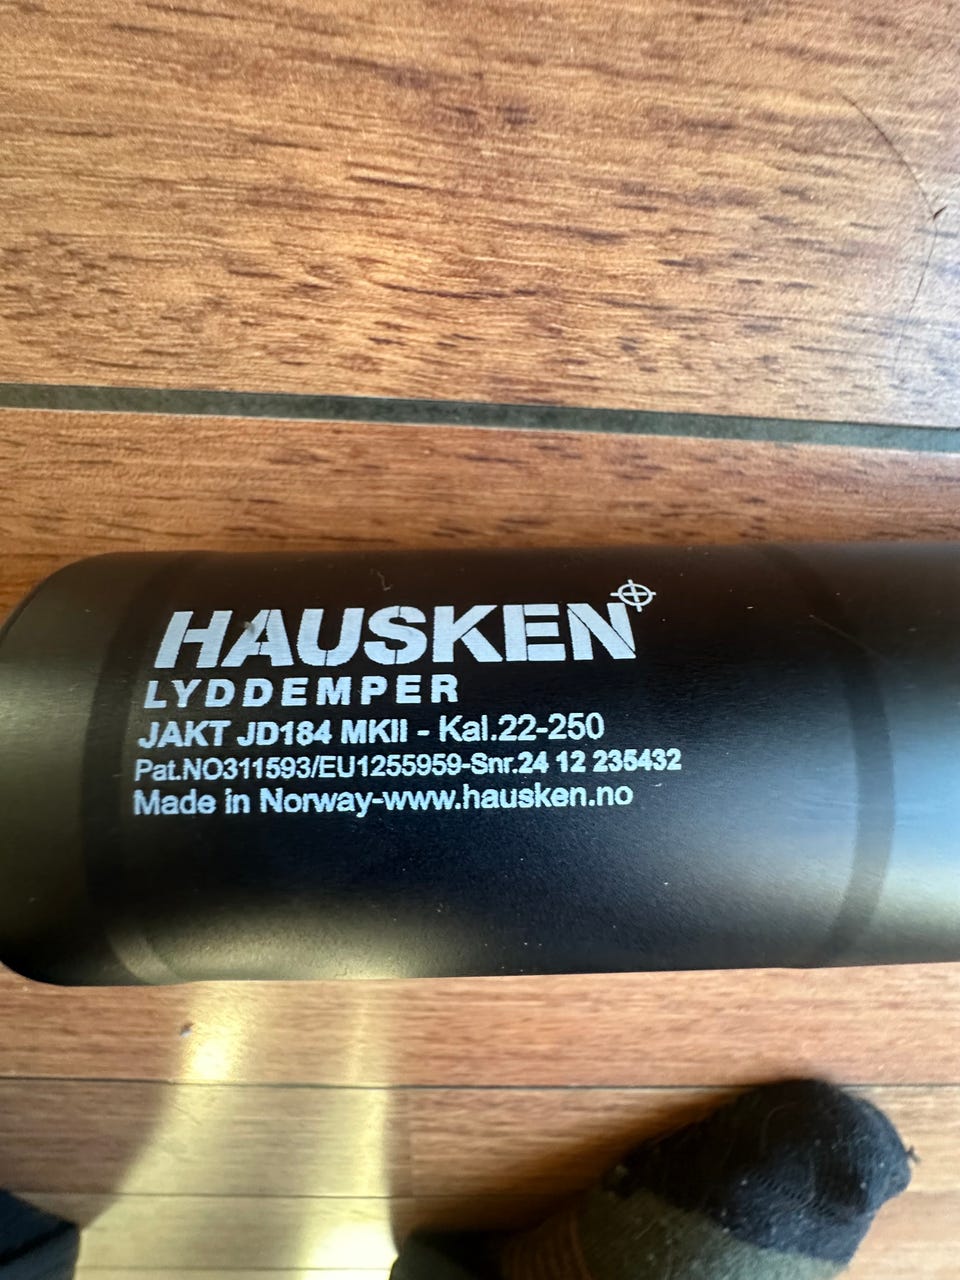 HAUSKEN
LYDDEMPER
JAKT JD184 MKII - Kal.22-250
Pat.NO311593/EU1255959-Snr.24 12 235432
Made in Norway-www.hausken.no